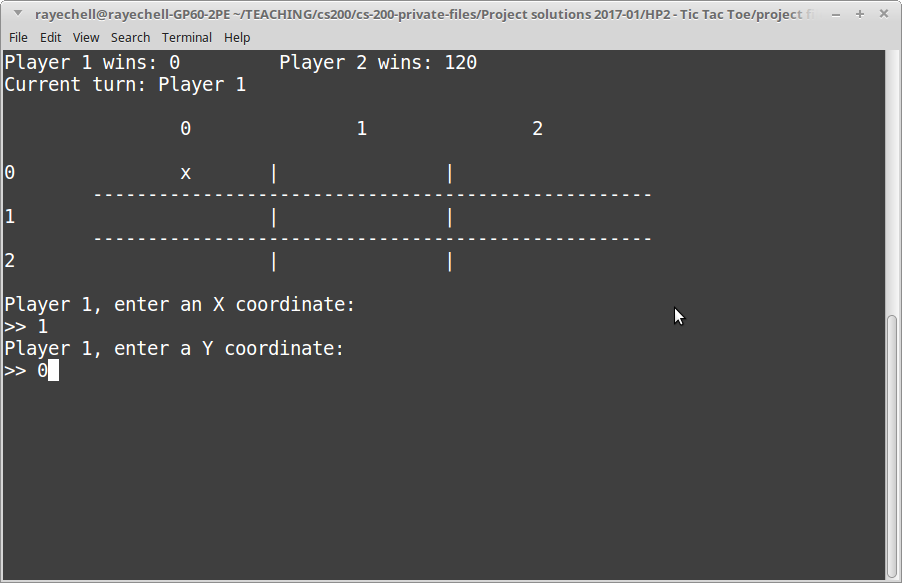 rayechell@rayechell-GP60-2PE ~/TEACHING/cs200/cs-200-private-files/Project solutions 2017-01/HP2 - Tic Tac Toe/project
File Edit View Search Terminal Help
Player 1 wins: 0 Player 2 wins: 120
Current turn: Player 1
0 1 2
0 x | |
---------------------------------------------------
1 | |
---------------------------------------------------
2 | |
Player 1, enter an X coordinate:
>> 1
Player 1, enter a Y coordinate:
>> 0